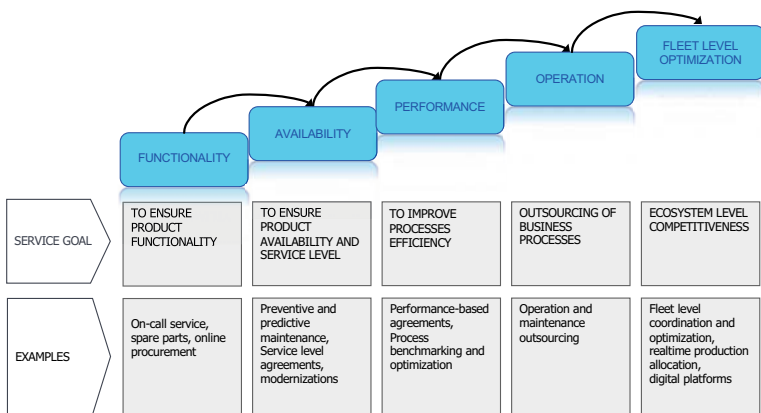 FLEET LEVEL
OPTIMIZATION
OPERATION
PERFORMANCE
AVAILABILITY
FUNCTIONALITY
SERVICE GOAL
TO ENSURE
PRODUCT
FUNCTIONALITY
TO ENSURE
PRODUCT
AVAILABILITY AND
SERVICE LEVEL
TO IMPROVE
PROCESSES
EFFICIENCY
OUTSOURCING OF
BUSINESS
PROCESSES
ECOSYSTEM LEVEL
COMPETITIVENESS
EXAMPLES
On-call service,
spare parts, online
procurement
Preventive and
predictive
maintenance,
Service level
agreements,
modernizations
Performance-based
agreements,
Process
benchmarking and
optimization
Operation and
maintenance
outsourcing
Fleet level
coordination and
optimization,
realtime production
allocation,
digital platforms